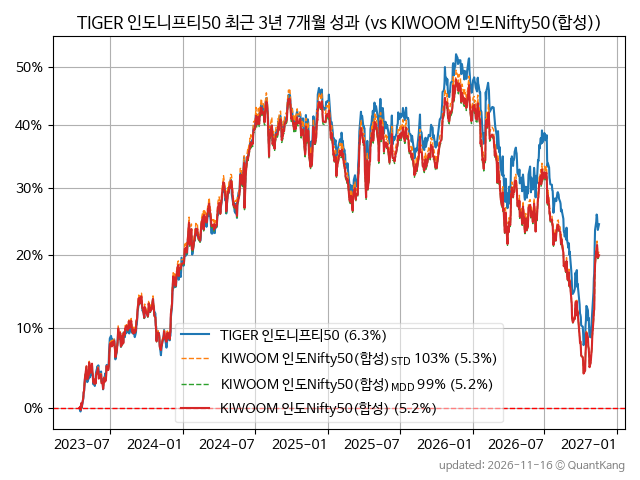 TIGER 인도니프티50 최근 3년 7개월 성과 (vs KIWOOM 인도Nifty50(합성))
50%
40%
30%
20%
10%
0%
TIGER 인도니프티50 (6.3%)
KIWOOM 인도Nifty50(합성) STD 103% (5.3%)
KIWOOM 인도Nifty50(합성) MDD 99% (5.2%)
KIWOOM 인도Nifty50(합성) (5.2%)
2023-07 2024-01 2024-07 2025-01 2025-07 2026-01 2026-07 2027-01
updated: 2026-11-16 © QuantKang